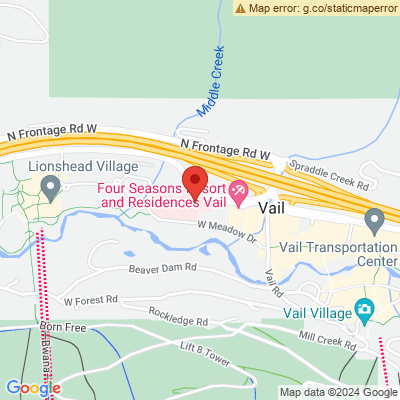 Map error: g.co/staticmaperror
Middle Creek
N Frontage Rd W
N Frontage Rd W
Spraddle Creek Rd
Lionshead Village
Four Seasons Resort
and Residences Vail
Vail
W Meadow Dr
Vail Transportation
Center
Vail Rd
Beaver Dam Rd
W Forest Rd
Rockledge Rd
Vail Village
Mill Creek Rd
Born Free
Bwana
Lift 8 Tower
Google
Map data ©2024 Google